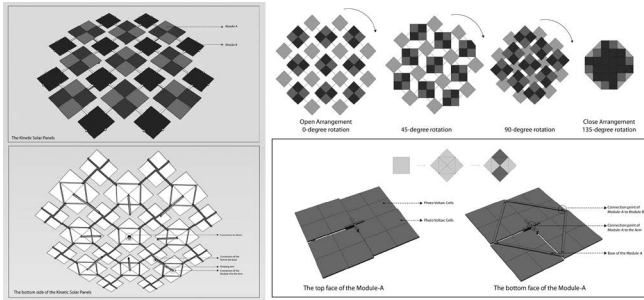 Module-A
Module-B
The Kinetic Solar Panels
The bottom side of the Kinetic Solar Panels
Open Arrangement
0-degree rotation
45-degree rotation
90-degree rotation
Close Arrangement
135-degree rotation
Photo-Voltaic Cells
Photo-Voltaic Cells
The top face of the Module-A
Connection point of
Module-A to Module B
Connection point of
Module-A to the Arm
Base of the Module-A
The bottom face of the Module-A